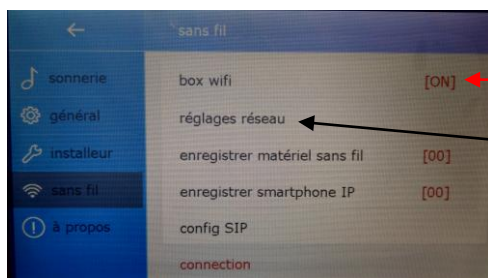 sans fil
sonnerie
général
installeur
sans fil
à propos
box wifi [ON]
réglages réseau
enregistrer matériel sans fil [00]
enregistrer smartphone IP [00]
config SIP
connection